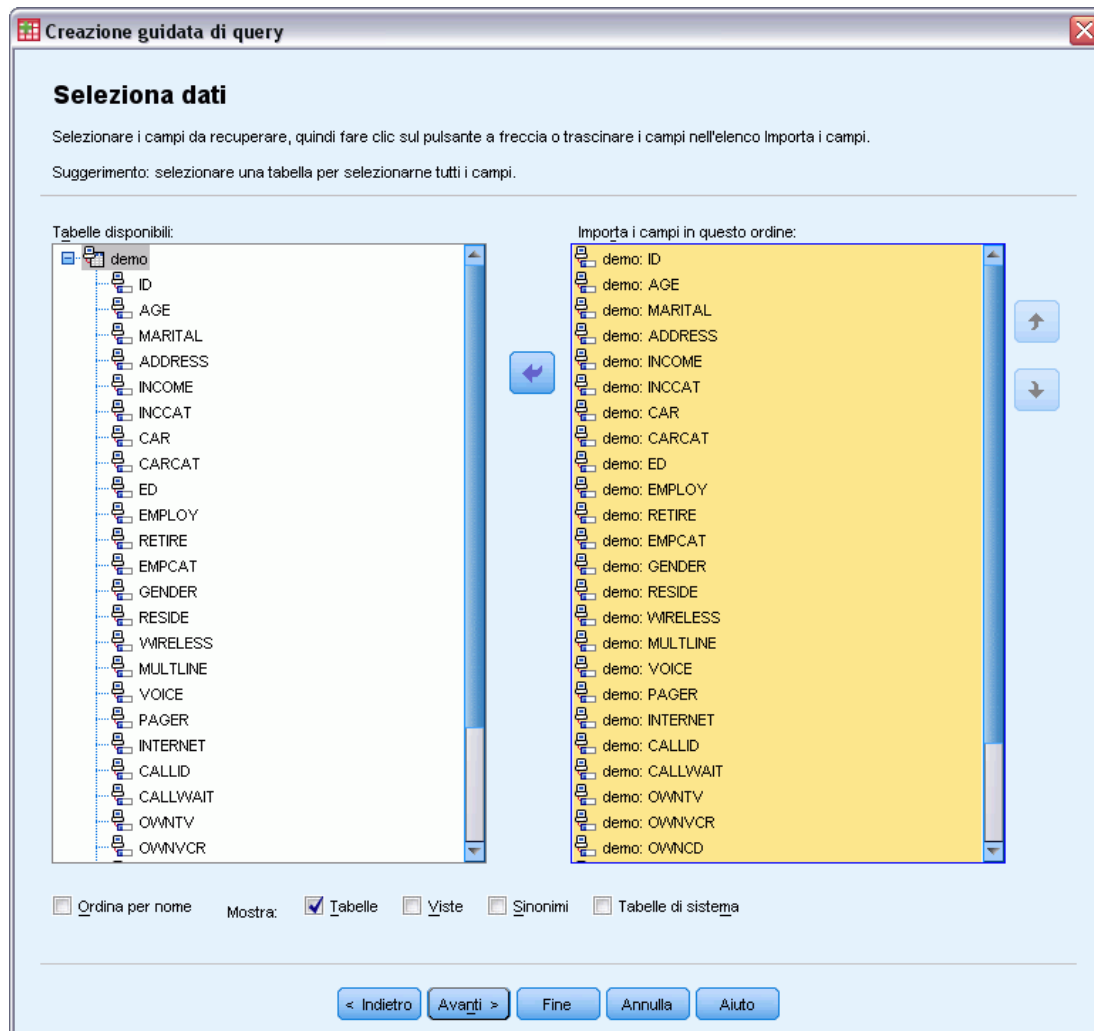 Creazione guidata di query
Seleziona dati
Selezionare i campi da recuperare, quindi fare clic sul pulsante a freccia o trascinare i campi nell'elenco Importa i campi.
Suggerimento: selezionare una tabella per selezionarne tutti i campi.
Tabelle disponibili:
demo
ID
AGE
MARITAL
ADDRESS
INCOME
INCCAT
CAR
CARCAT
ED
EMPLOY
RETIRE
EMPCAT
GENDER
RESIDE
WIRELESS
MULTLINE
VOICE
PAGER
INTERNET
CALLID
CALLWAIT
OWNTV
OWNVCR
Importa i campi in questo ordine:
demo: ID
demo: AGE
demo: MARITAL
demo: ADDRESS
demo: INCOME
demo: INCCAT
demo: CAR
demo: CARCAT
demo: ED
demo: EMPLOY
demo: RETIRE
demo: EMPCAT
demo: GENDER
demo: RESIDE
demo: WIRELESS
demo: MULTLINE
demo: VOICE
demo: PAGER
demo: INTERNET
demo: CALLID
demo: CALLWAIT
demo: OWNTV
demo: OWNVCR
demo: OWNCD
Ordina per nome Mostra: Tabelle Viste Sinonimi Tabelle di sistema
< Indietro Avanti > Fine Annulla Aiuto